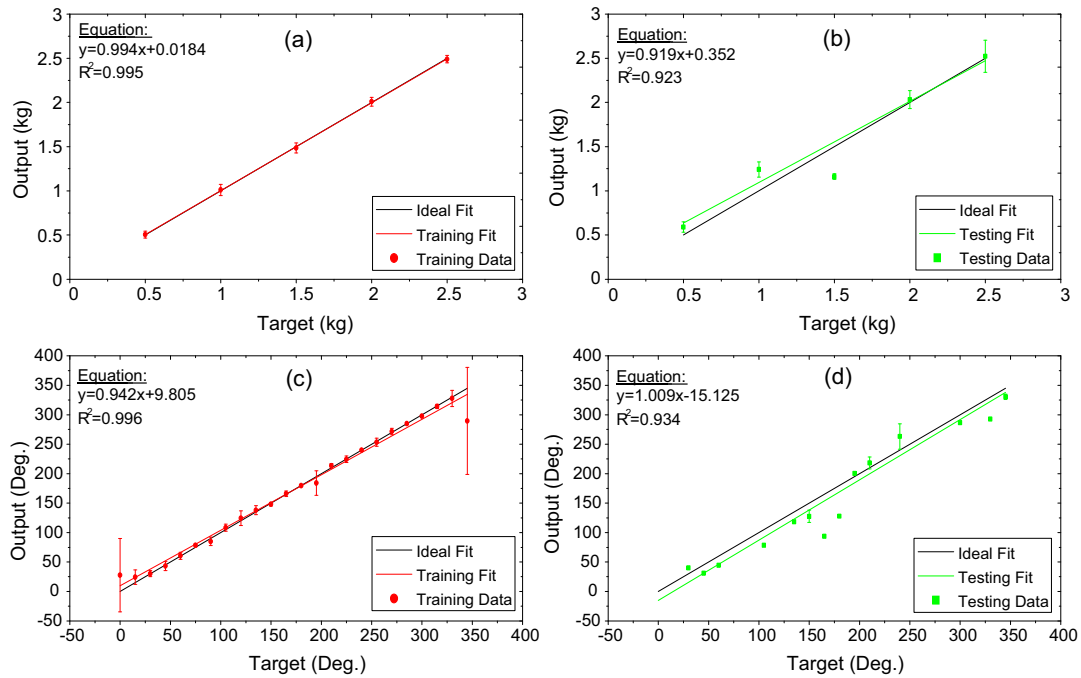 (a)
Equation:
y=0.994x+0.0184
R²=0.995
Output (kg)
3
2.5
2
1.5
1
0.5
0
0 0.5 1 1.5 2 2.5 3
Target (kg)
Ideal Fit
Training Fit
Training Data
(b)
Equation:
y=0.919x+0.352
R²=0.923
Output (kg)
3
2.5
2
1.5
1
0.5
0
0 0.5 1 1.5 2 2.5 3
Target (kg)
Ideal Fit
Testing Fit
Testing Data
(c)
Equation:
y=0.942x+9.805
R²=0.996
Output (Deg.)
400
350
300
250
200
150
100
50
0
-50
-50 0 50 100 150 200 250 300 350 400
Target (Deg.)
Ideal Fit
Training Fit
Training Data
(d)
Equation:
y=1.009x-15.125
R²=0.934
Output (Deg.)
400
350
300
250
200
150
100
50
0
-50
-50 0 50 100 150 200 250 300 350 400
Target (Deg.)
Ideal Fit
Testing Fit
Testing Data